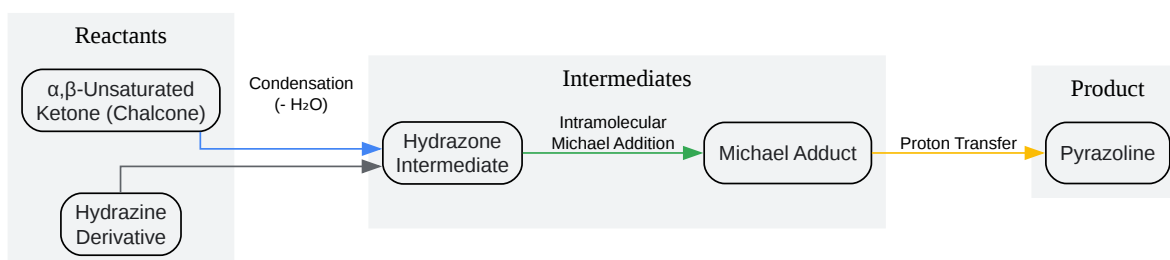 Reactants
α,β-Unsaturated
Ketone (Chalcone)
Hydrazine
Derivative
Condensation
(- H₂O)
Intermediates
Hydrazone
Intermediate
Intramolecular
Michael Addition
Michael Adduct
Proton Transfer
Product
Pyrazoline